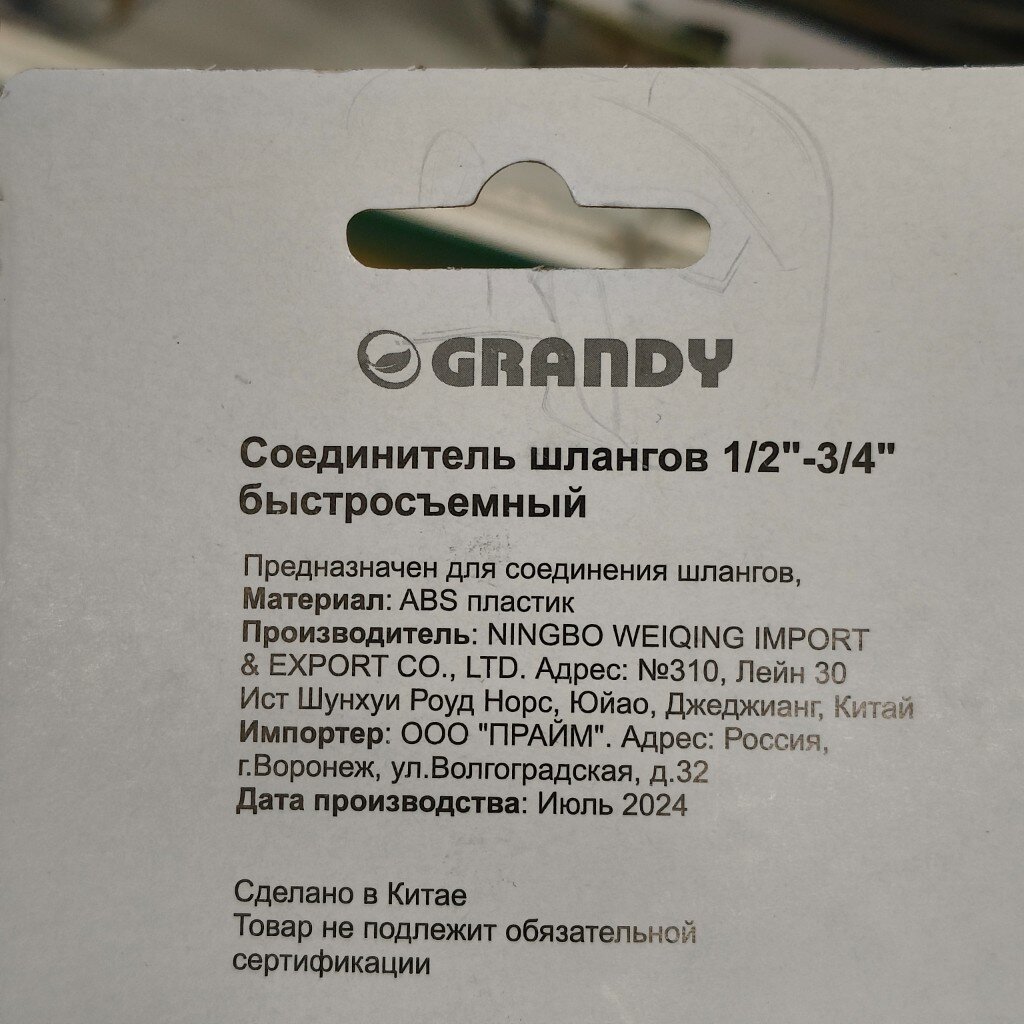 GRANDY
Соединитель шлангов 1/2"-3/4"
быстросъемный
Предназначен для соединения шлангов,
Материал: ABS пластик
Производитель: NINGBO WEIQING IMPORT
& EXPORT CO., LTD. Адрес: №310, Лейн 30
Ист Шунхуи Роуд Норс, Юйао, Джеджианг, Китай
Импортер: ООО "ПРАЙМ". Адрес: Россия,
г.Воронеж, ул.Волгоградская, д.32
Дата производства: Июль 2024
Сделано в Китае
Товар не подлежит обязательной
сертификации